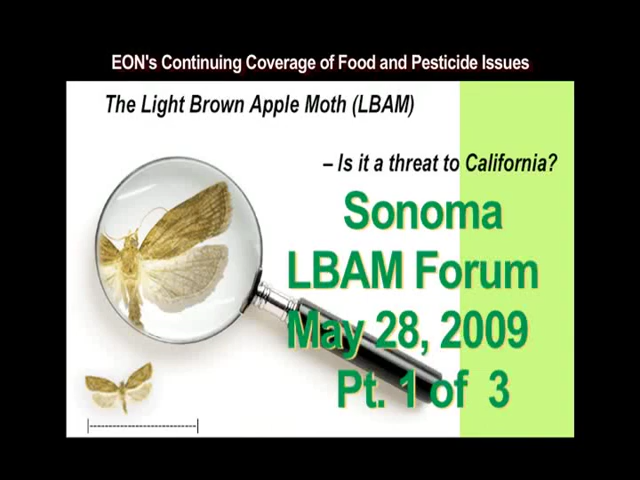 EON's Continuing Coverage of Food and Pesticide Issues
The Light Brown Apple Moth (LBAM)
– Is it a threat to California?
Sonoma
LBAM Forum
May 28, 2009
Pt. 1 of 3